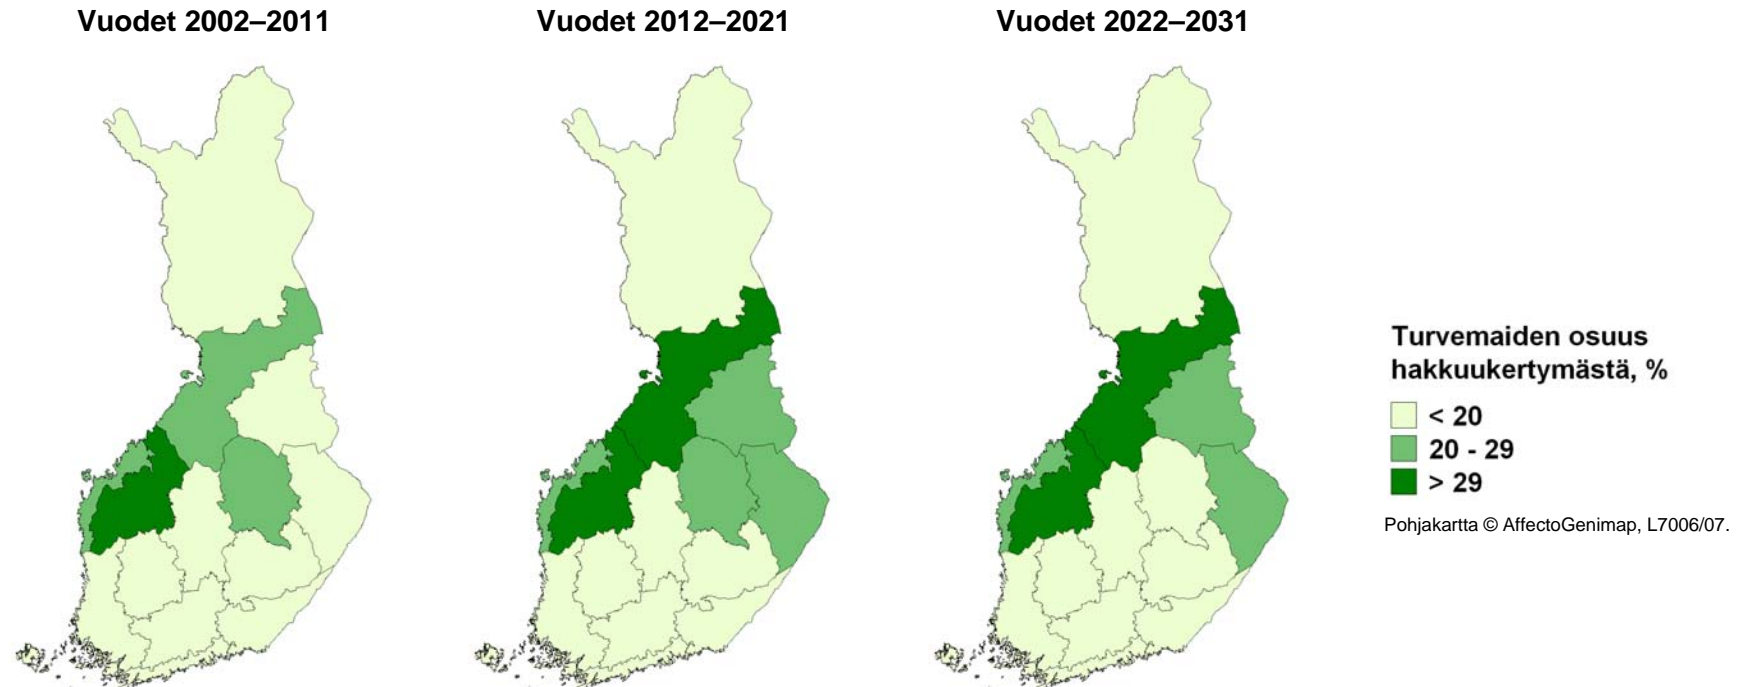 Vuodet 2002–2011
Vuodet 2012–2021
Vuodet 2022–2031
Turvemaiden osuus
hakkuukertymästä, %
< 20
20 - 29
> 29
Pohjakartta © AffectoGenimap, L7006/07.